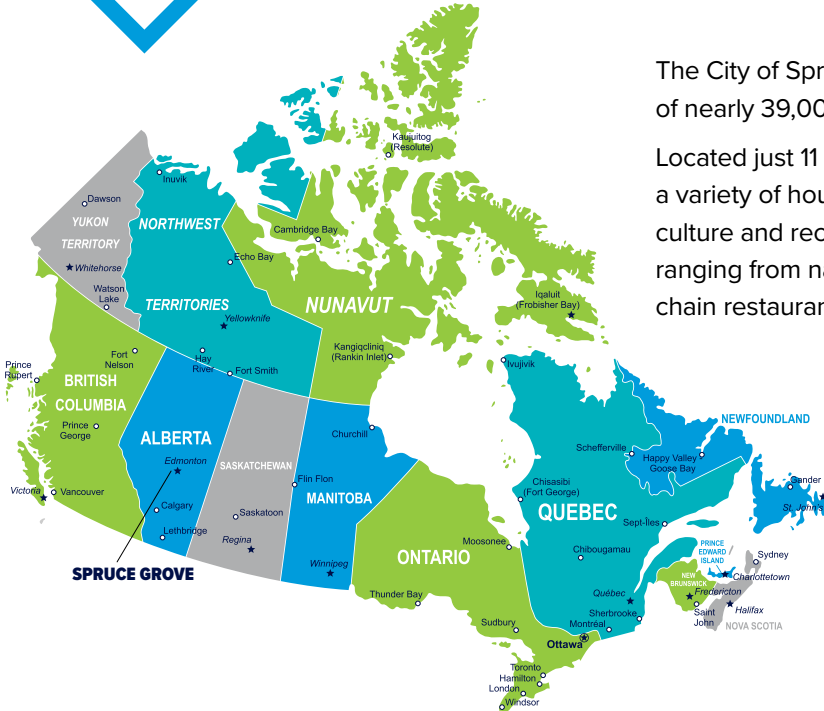 The City of Spr
of nearly 39,00
Located just 11
a variety of hou
culture and rec
ranging from na
chain restauran
Kaujuitog
(Resolute)
Inuvik
Dawson
YUKON
TERRITORY
NORTHWEST
Cambridge Bay
Echo Bay
Whitehorse
Watson
Lake
TERRITORIES
NUNAVUT
Iqaluit
(Frobisher Bay)
Yellowknife
Kangiqcliniq
(Rankin Inlet)
Fort
Nelson
Hay
River
Fort Smith
Ivujivik
Prince
Rupert
BRITISH
COLUMBIA
Prince
George
ALBERTA
Churchill
NEWFOUNDLAND
Schefferville
Happy Valley
Goose Bay
Edmonton
SASKATCHEWAN
Flin Flon
MANITOBA
Chisasibi
(Fort George)
Gander
St. John's
Victoria
Vancouver
Calgary
Saskatoon
QUEBEC
Sept-Îles
Lethbridge
Regina
Moosonee
Chibougamau
PRINCE
EDWARD
ISLAND
Sydney
Charlottetown
ONTARIO
Winnipeg
SPRUCE GROVE
NEW
BRUNSWICK
Fredericton
Thunder Bay
Québec
Halifax
Saint
John
Sherbrooke
NOVA SCOTIA
Sudbury
Montréal
Ottawa
Toronto
Hamilton
London
Windsor